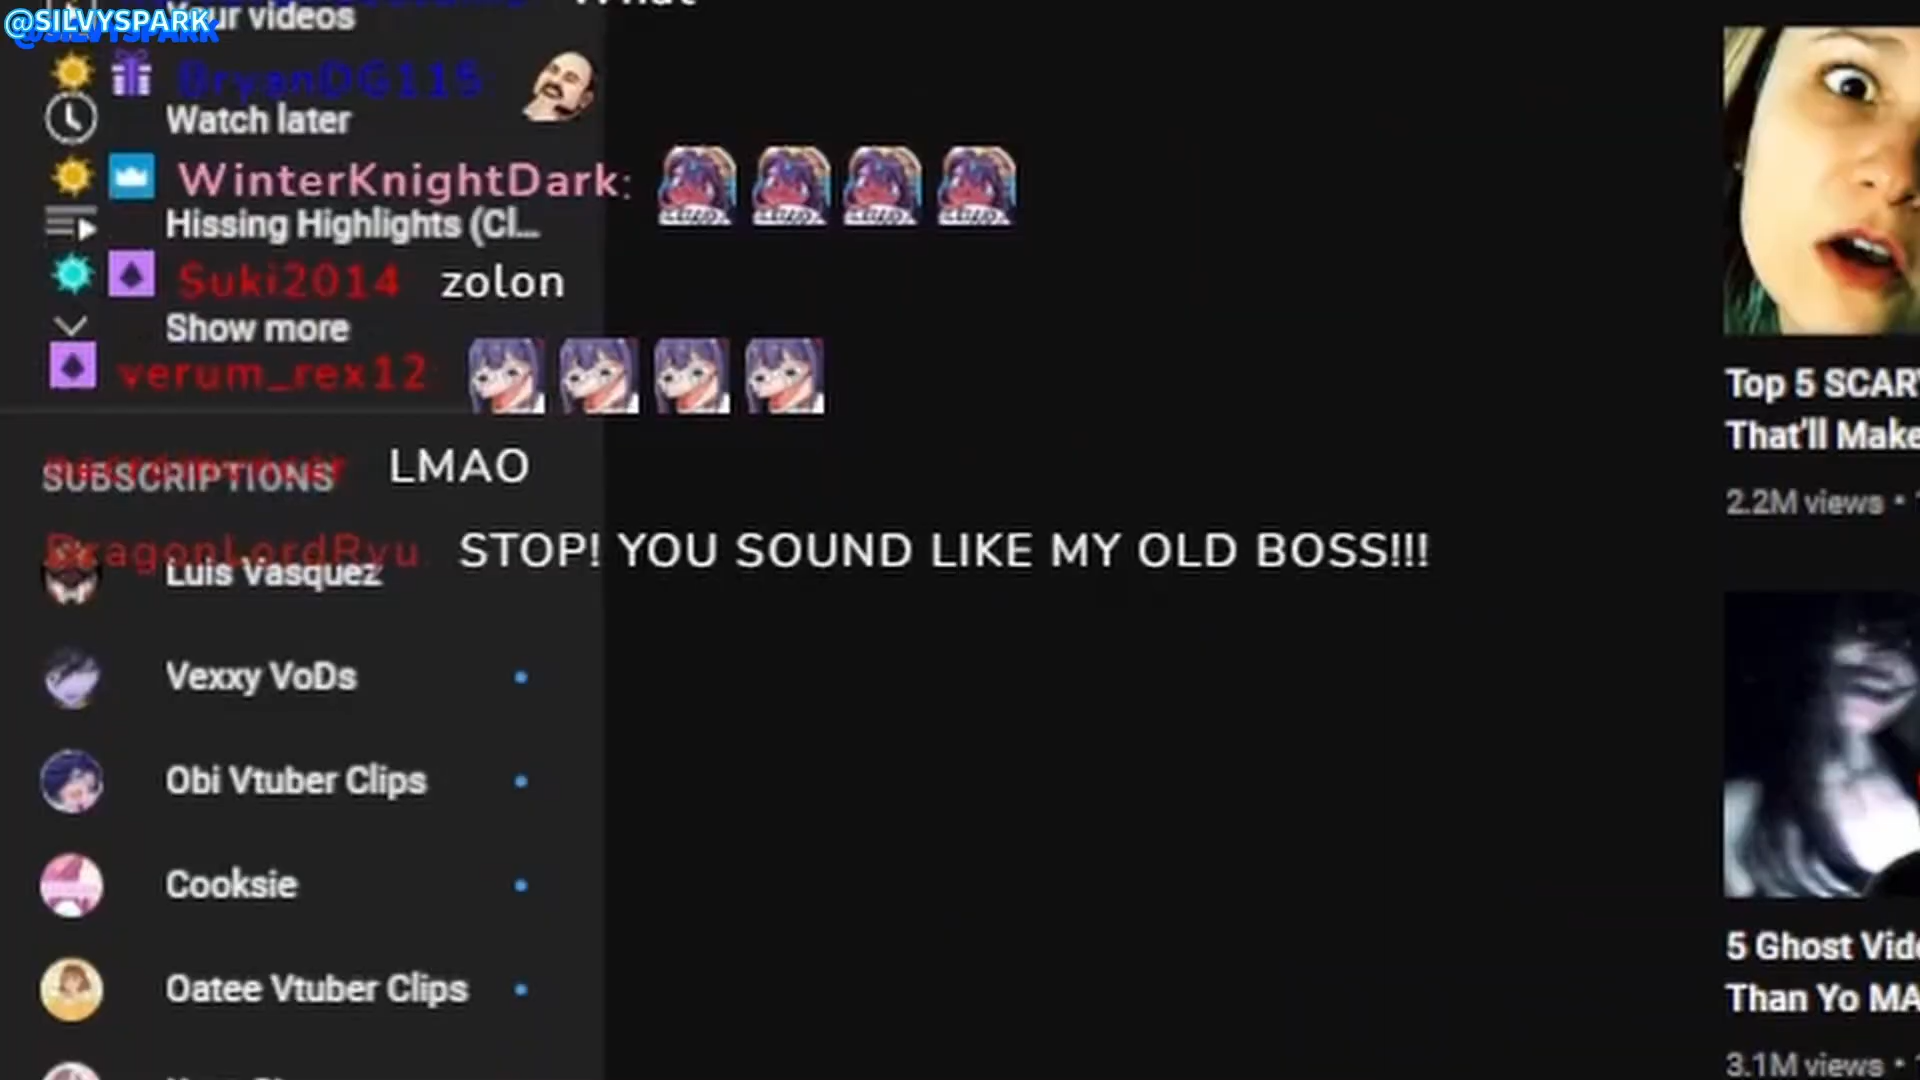 @SILVYSPARK
Your videos
BryanDG115:
Watch later
WinterKnightDark:
Hissing Highlights (Cl...
Suki2014 zolon
Show more
verum_rex12:
LMAO
SUBSCRIPTIONS
DragonLordRyu STOP! YOU SOUND LIKE MY OLD BOSS!!!
Luis Vasquez
Vexxy VoDs
Obi Vtuber Clips
Cooksie
Oatee Vtuber Clips
Top 5 SCAR
That'll Make
2.2M views •
5 Ghost Vide
Than Yo MA
3.1M views •